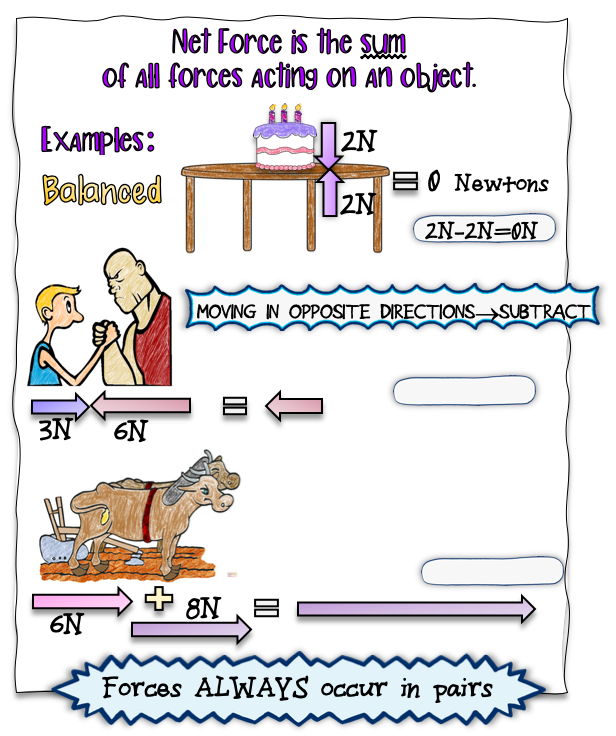 Net Force is the sum
of all forces acting on an object.
Examples:
2N
Balanced
= 0 Newtons
2N
2N-2N=0N
MOVING IN OPPOSITE DIRECTIONS→SUBTRACT
=
3N 6N
+ 8N =
6N
Forces ALWAYS occur in pairs